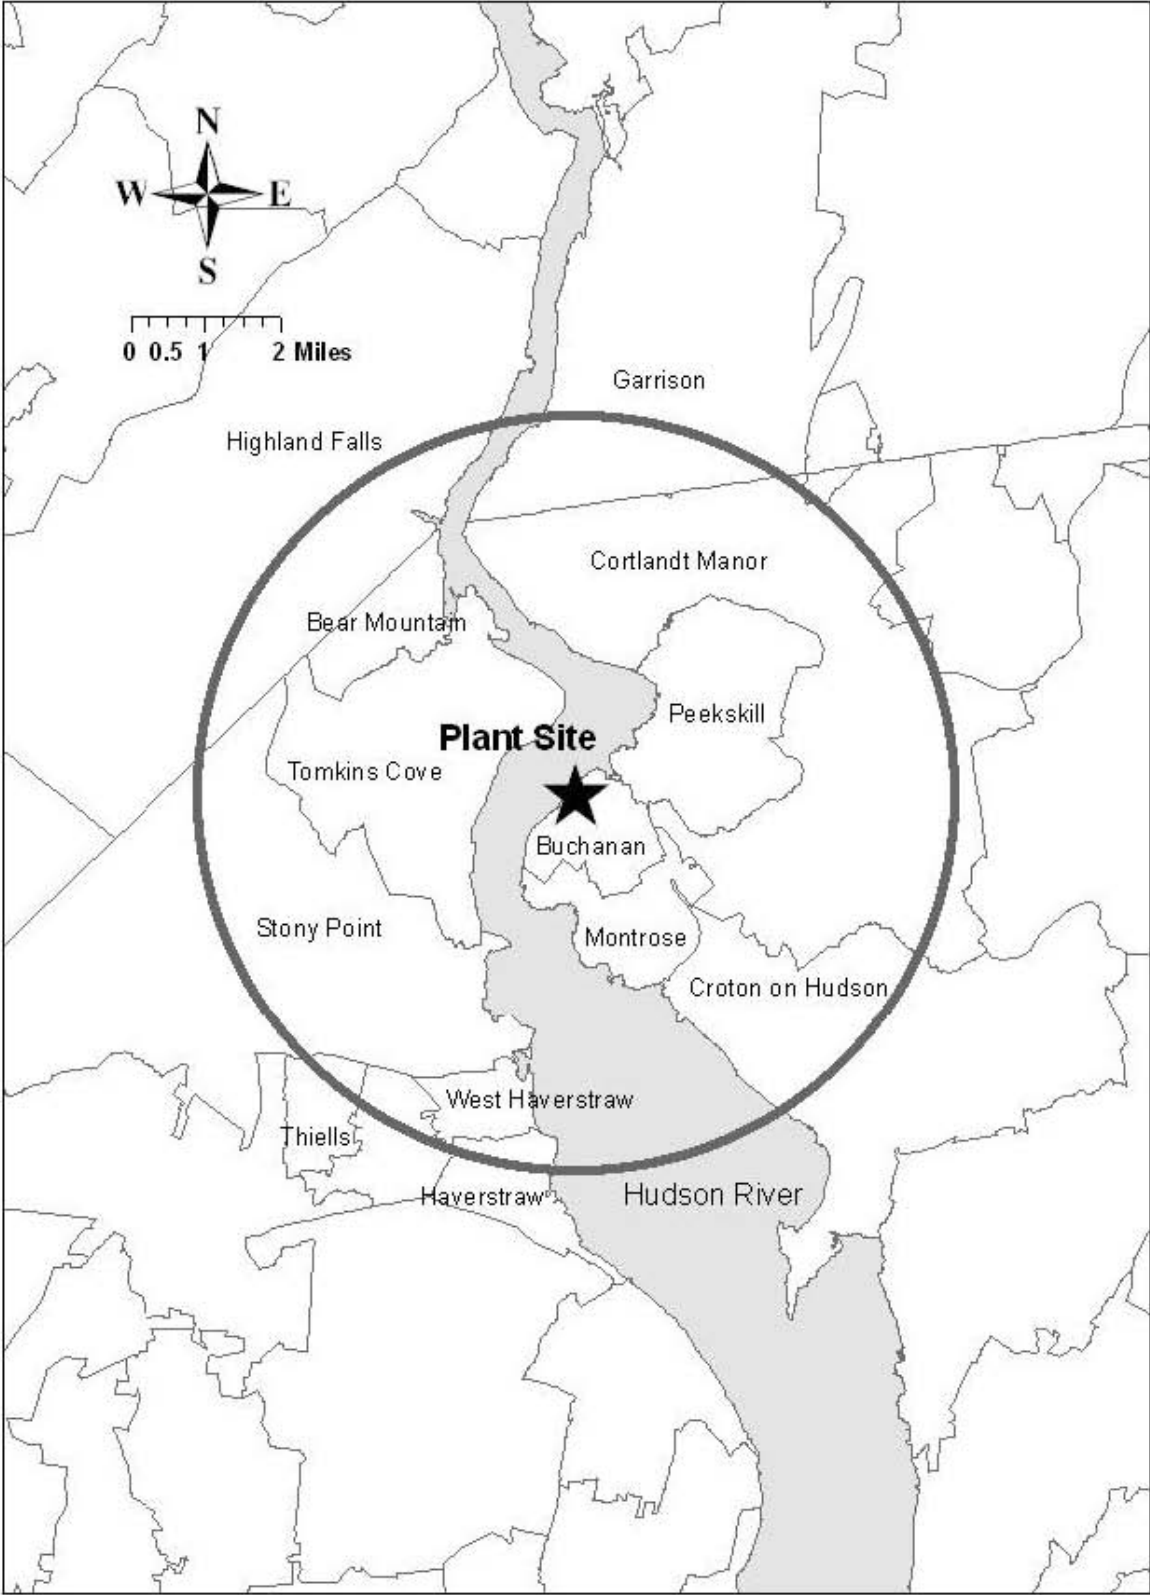 N
W E
S
0 0.5 1 2 Miles
Garrison
Highland Falls
Cortlandt Manor
Bear Mountain
Peekskill
Plant Site
Tomkins Cove
Buchanan
Stony Point
Montrose
Croton on Hudson
West Haverstraw
Thiells
Hudson River
Haverstraw